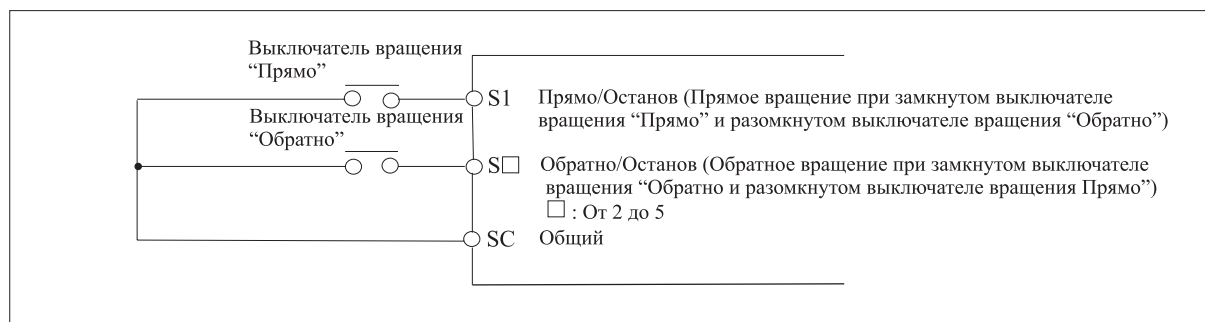 Выключатель вращения
“Прямо”
S1 Прямо/Останов (Прямое вращение при замкнутом выключателе
вращения “Прямо” и разомкнутом выключателе вращения “Обратно”)
Выключатель вращения
“Обратно”
S□ Обратно/Останов (Обратное вращение при замкнутом выключателе
вращения “Обратно и разомкнутом выключателе вращения Прямо”)
□ : От 2 до 5
SC Общий